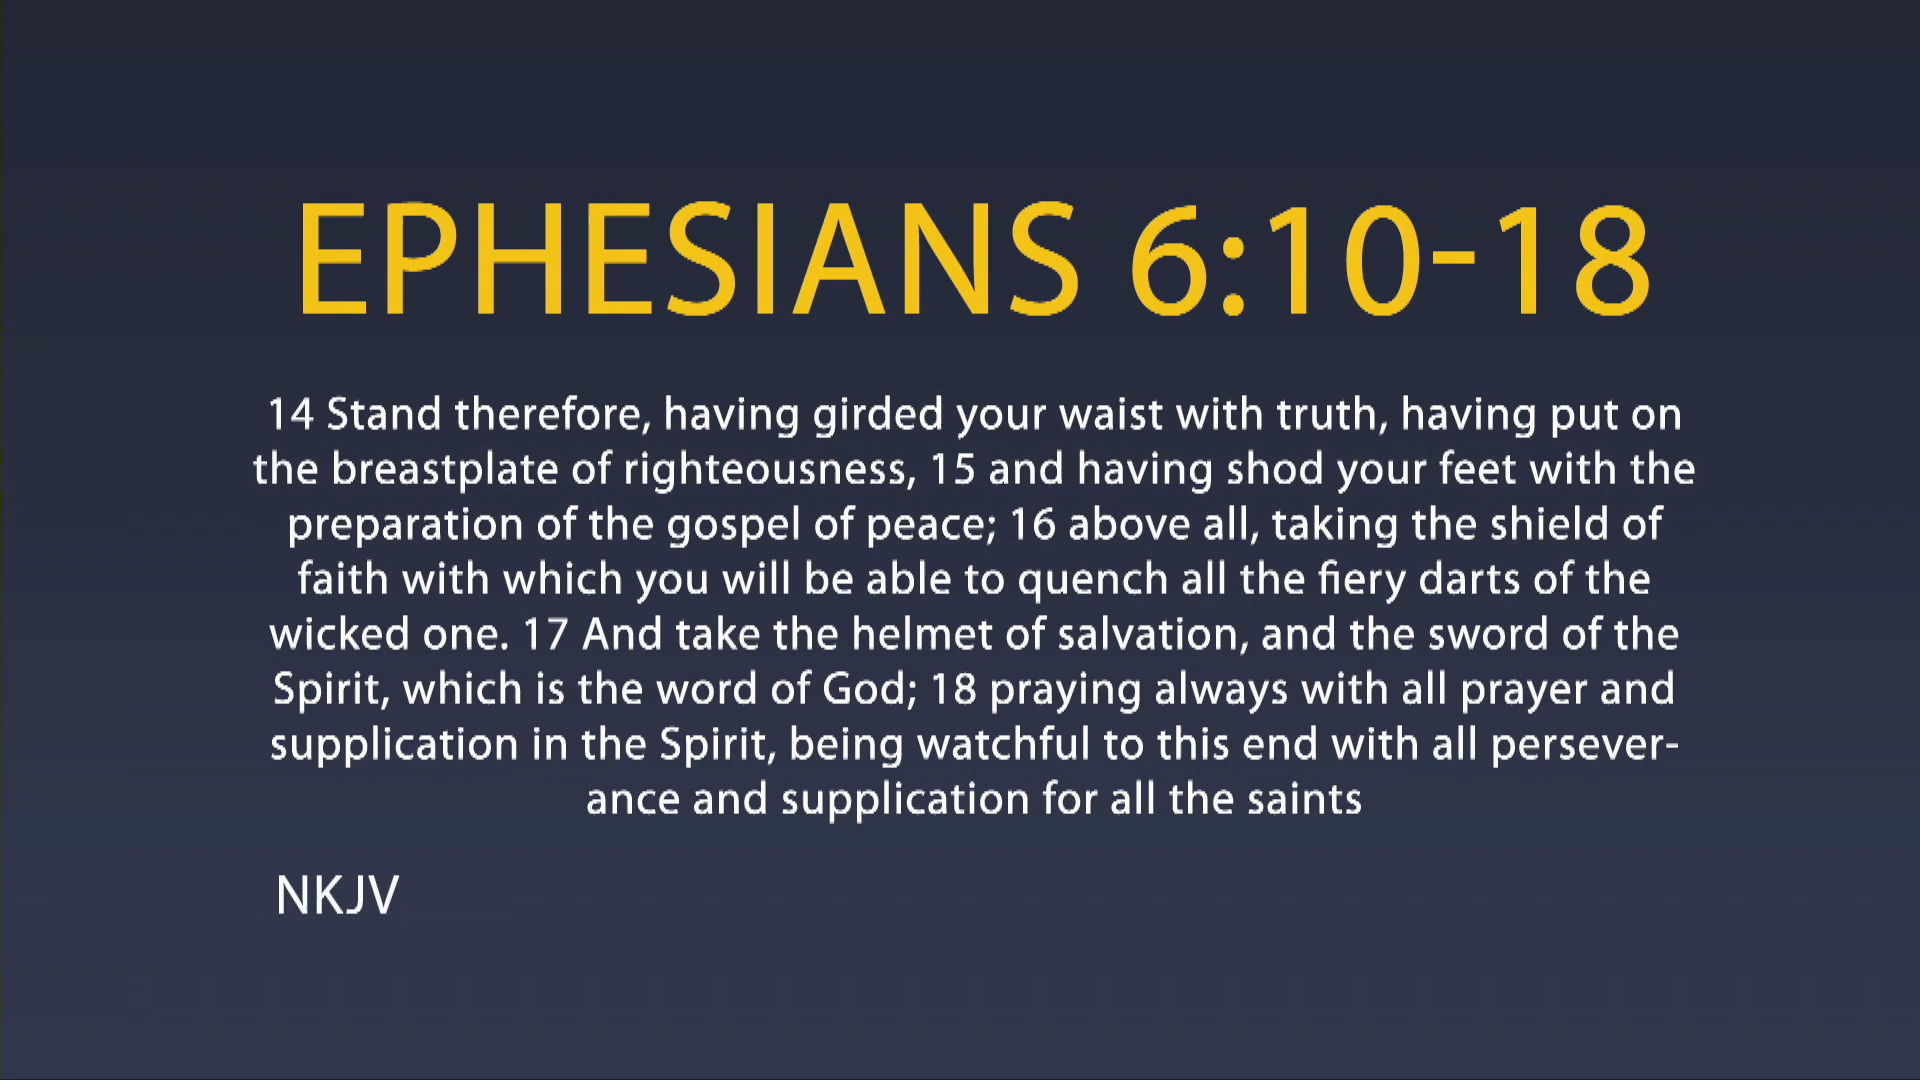 EPHESIANS 6:10-18
14 Stand therefore, having girded your waist with truth, having put on
the breastplate of righteousness, 15 and having shod your feet with the
preparation of the gospel of peace; 16 above all, taking the shield of
faith with which you will be able to quench all the fiery darts of the
wicked one. 17 And take the helmet of salvation, and the sword of the
Spirit, which is the word of God; 18 praying always with all prayer and
supplication in the Spirit, being watchful to this end with all persever-
ance and supplication for all the saints
NKJV